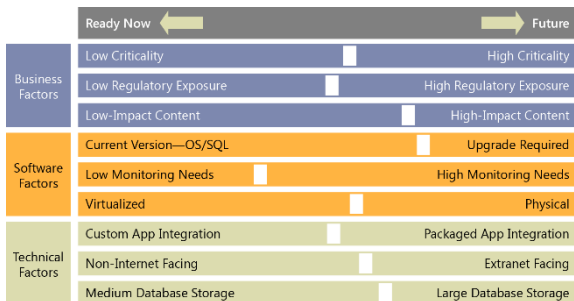 Ready Now Future
Business Factors
Low Criticality High Criticality
Low Regulatory Exposure High Regulatory Exposure
Low-Impact Content High-Impact Content
Software Factors
Current Version—OS/SQL Upgrade Required
Low Monitoring Needs High Monitoring Needs
Virtualized Physical
Technical Factors
Custom App Integration Packaged App Integration
Non-Internet Facing Extranet Facing
Medium Database Storage Large Database Storage